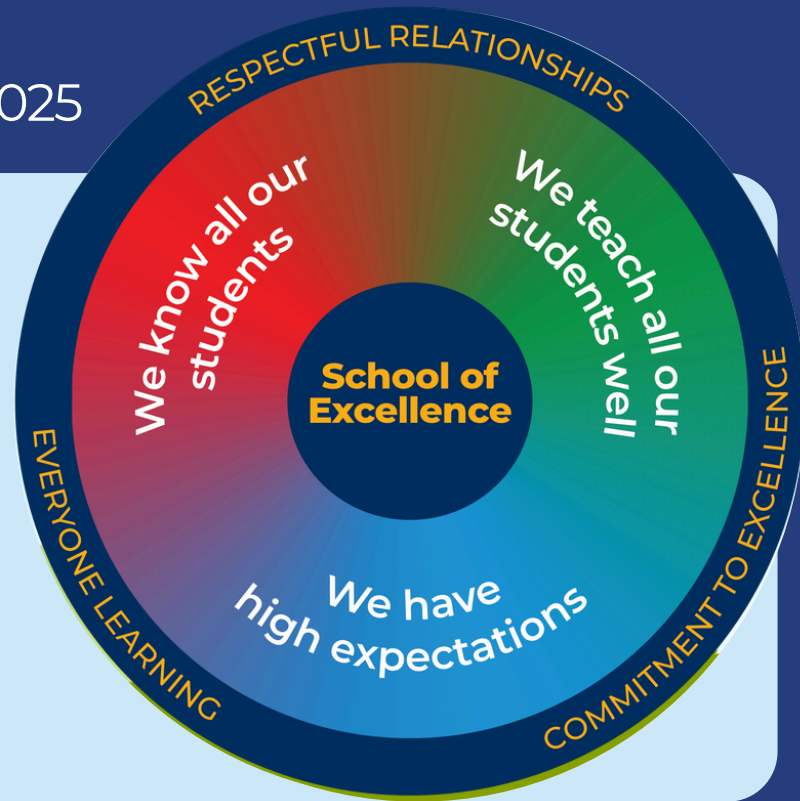 025
RESPECTFUL RELATIONSHIPS
We know all our
students
We teach all our
students well
School of
Excellence
We have
high expectations
EVERYONE LEARNING
COMMITMENT TO EXCELLENCE